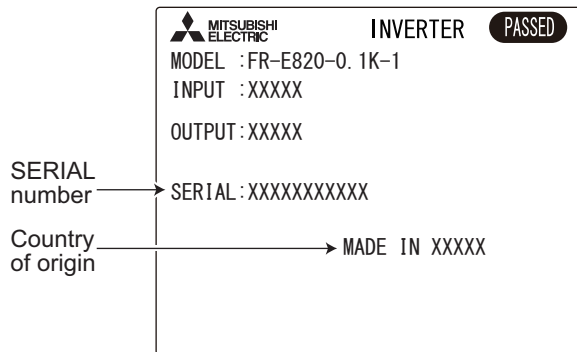 MITSUBISHI
ELECTRIC
INVERTER
PASSED
MODEL :FR-E820-0.1K-1
INPUT :XXXXX
OUTPUT:XXXXX
SERIAL
number
SERIAL:XXXXXXXXXXX
Country
of origin
MADE IN XXXXX